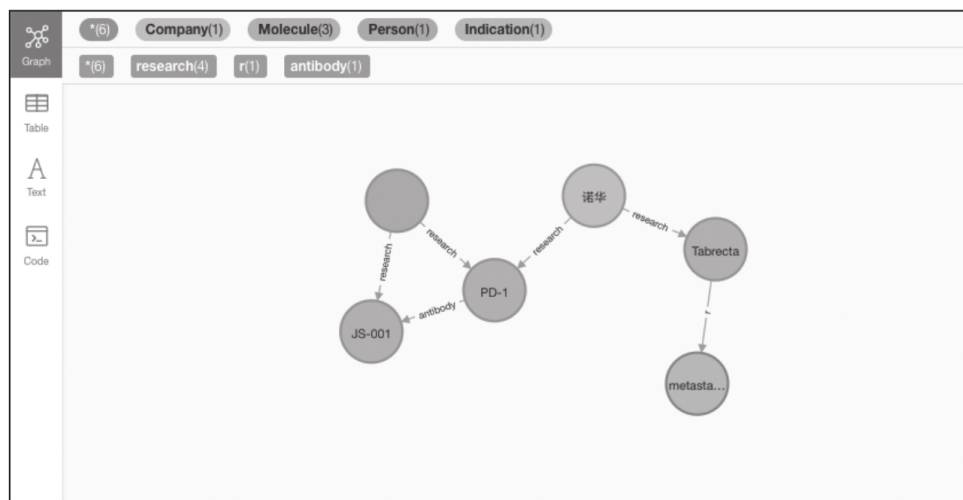 *(6) Company(1) Molecule(3) Person(1) Indication(1)
Graph
*(6) research(4) r(1) antibody(1)
Table
Text
Code
诺华
research
research
research
research
Tabrecta
PD-1
antibody
JS-001
r
metasta...